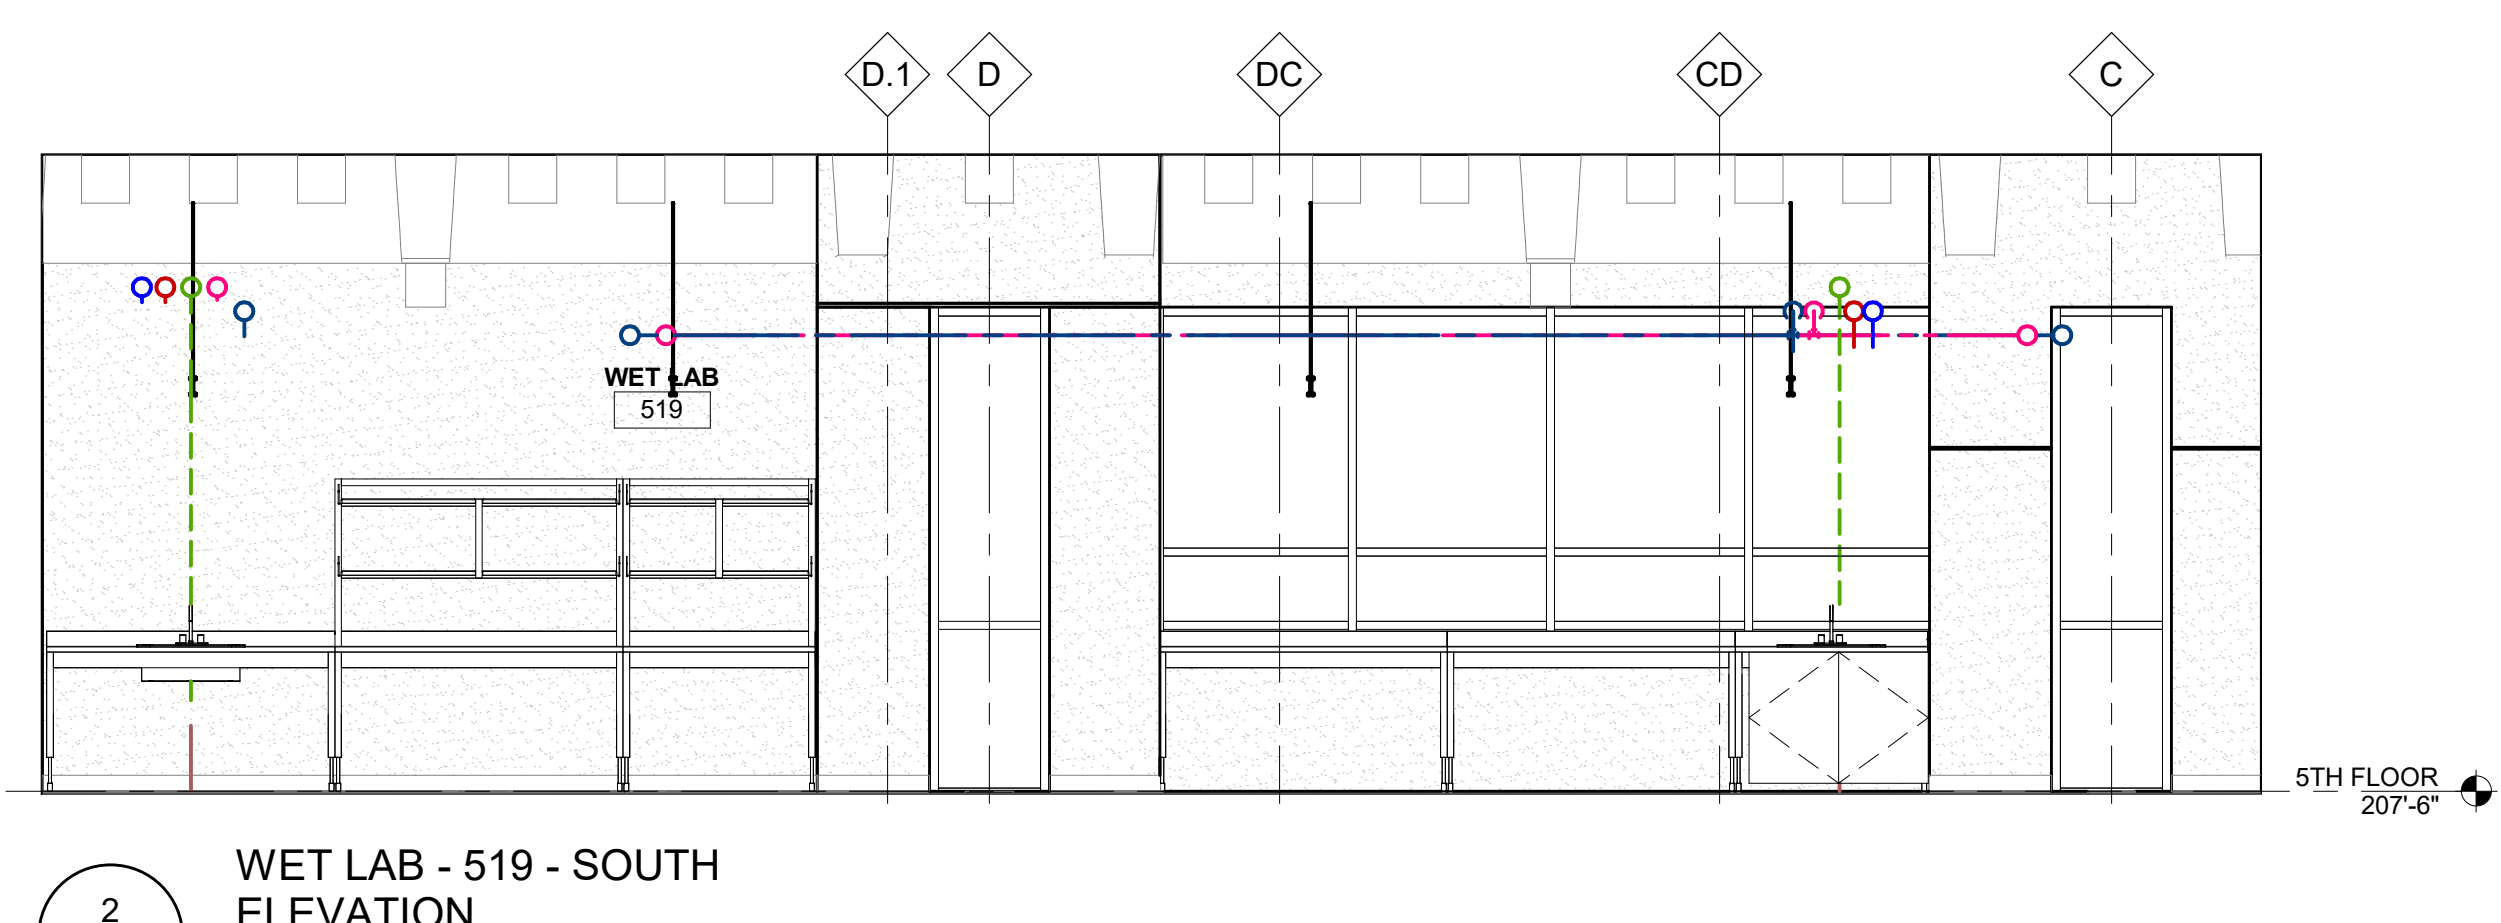 D.1
D
DC
CD
C
WET LAB
519
5TH FLOOR
207'-6"
WET LAB - 519 - SOUTH
ELEVATION
2